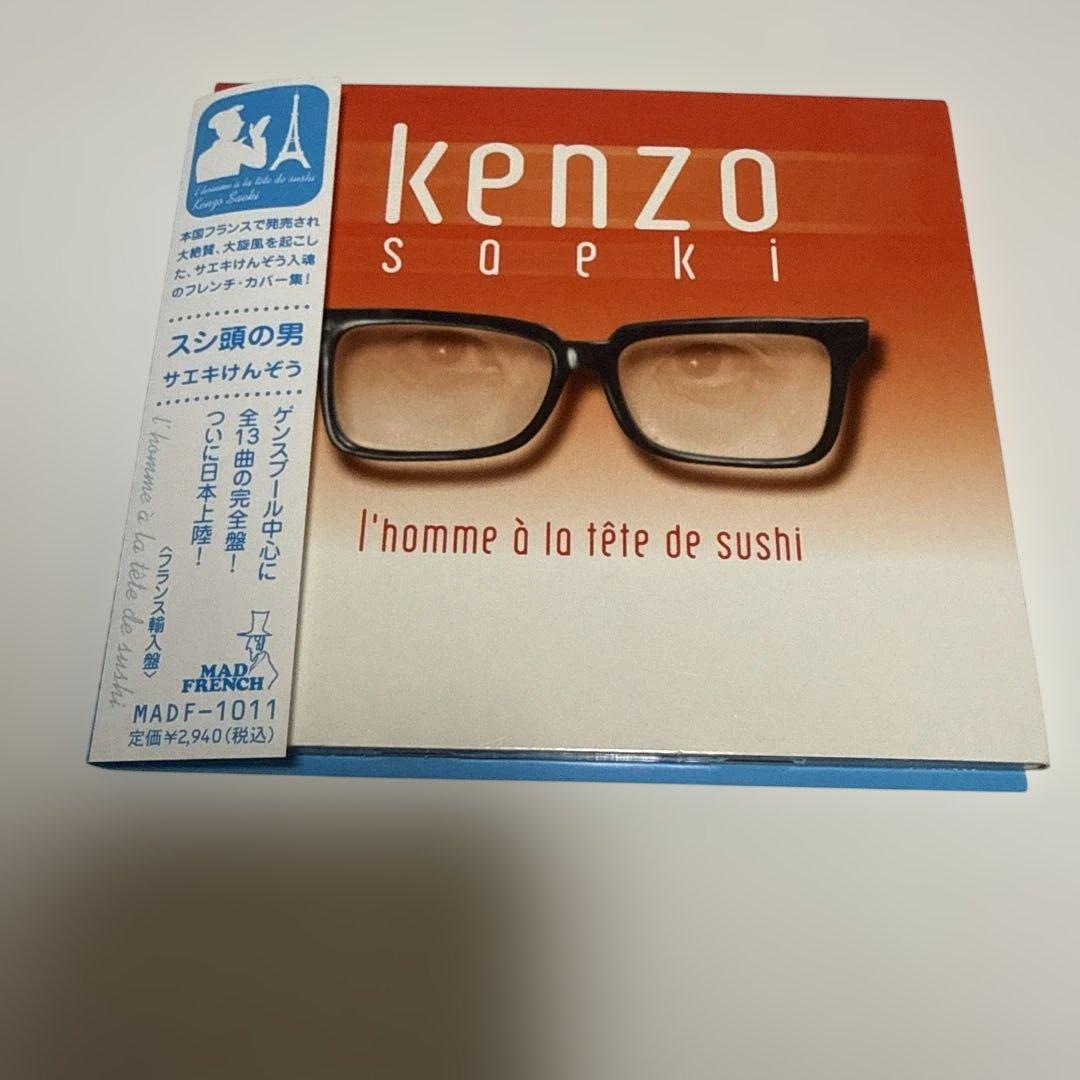 l'homme à la tête de sushi
Kenzo Saeki
本国フランスで発売され
大絶賛、大旋風を起こし
た、サエキけんぞう入魂
のフレンチ・カバー集！
スシ頭の男
サエキけんぞう
ゲンスブール中心に
全13曲の完全盤！
ついに日本上陸！
〈フランス輸入盤〉
l'homme à la tête de sushi
MAD
FRENCH
MADF-1011
定価¥2,940(税込)
kenzo
saeki
l'homme à la tête de sushi